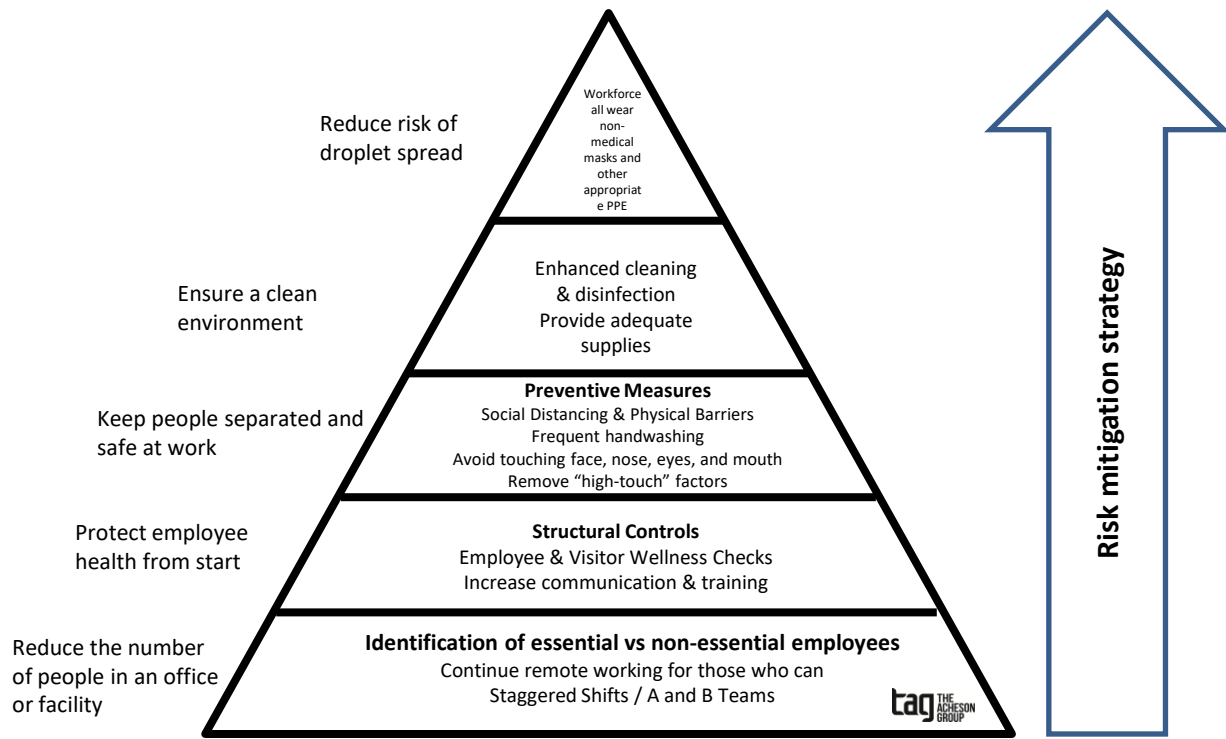 Reduce risk of
droplet spread
Workforce
all wear
non-
medical
masks and
other
appropriat
e PPE
Ensure a clean
environment
Enhanced cleaning
& disinfection
Provide adequate
supplies
Keep people separated and
safe at work
Preventive Measures
Social Distancing & Physical Barriers
Frequent handwashing
Avoid touching face, nose, eyes, and mouth
Remove “high-touch” factors
Protect employee
health from start
Structural Controls
Employee & Visitor Wellness Checks
Increase communication & training
Reduce the number
of people in an office
or facility
Identification of essential vs non-essential employees
Continue remote working for those who can
Staggered Shifts / A and B Teams
tag THE
ACHESON
GROUP
Risk mitigation strategy